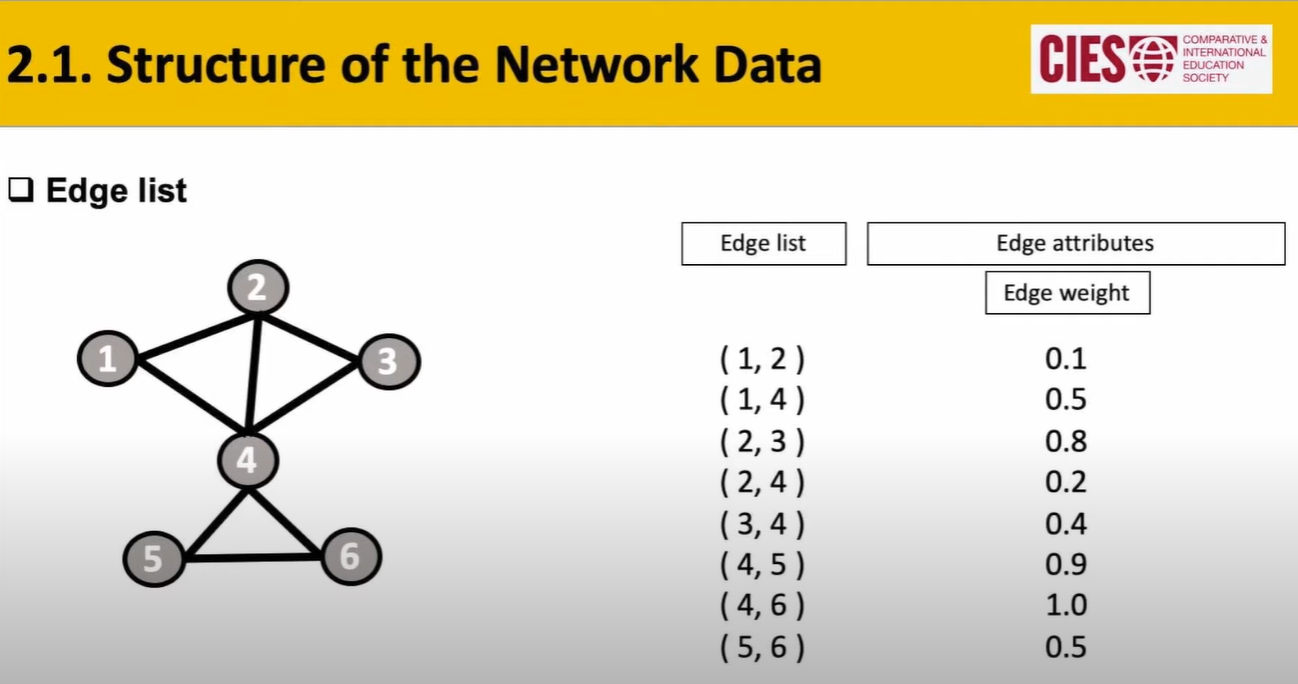 2.1. Structure of the Network Data
CIES
COMPARATIVE &
INTERNATIONAL
EDUCATION
SOCIETY
Edge list
2
1
3
4
5
6
Edge list
Edge attributes
Edge weight
( 1, 2 ) 0.1
( 1, 4 ) 0.5
( 2, 3 ) 0.8
( 2, 4 ) 0.2
( 3, 4 ) 0.4
( 4, 5 ) 0.9
( 4, 6 ) 1.0
( 5, 6 ) 0.5